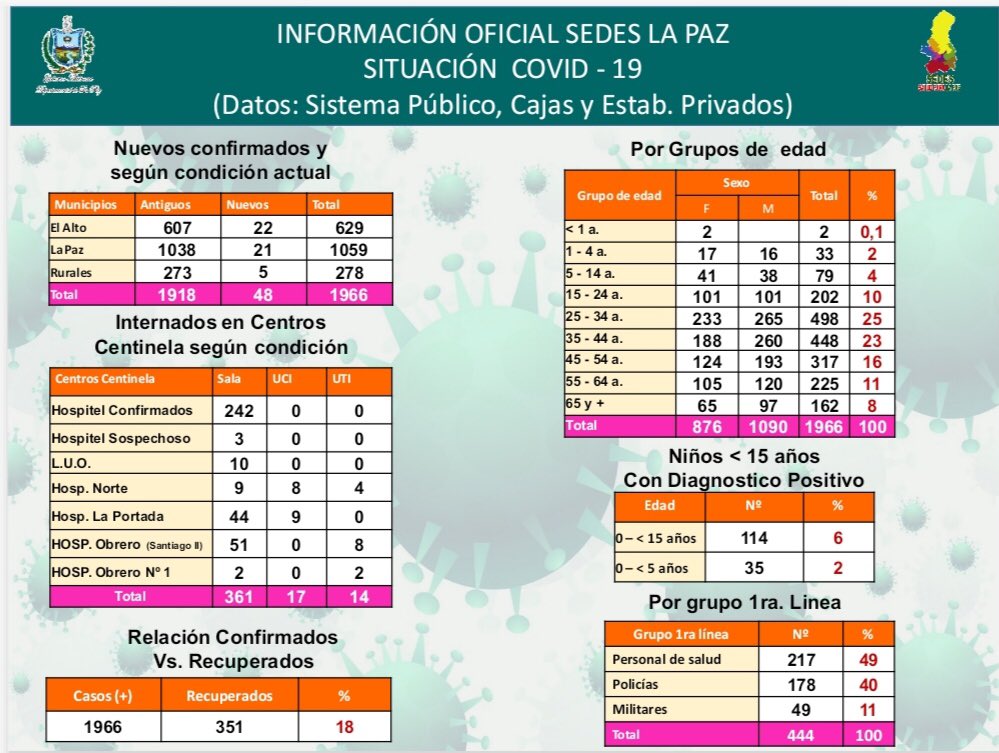 INFORMACIÓN OFICIAL SEDES LA PAZ
SITUACIÓN COVID - 19
(Datos: Sistema Público, Cajas y Estab. Privados)
SEDES
Nuevos confirmados y
según condición actual
Municipios Antiguos Nuevos Total
El Alto 607 22 629
La Paz 1038 21 1059
Rurales 273 5 278
Total 1918 48 1966
Internados en Centros
Centinela según condición
Centros Centinela Sala UCI UTI
Hospitel Confirmados 242 0 0
Hospitel Sospechoso 3 0 0
L.U.O. 10 0 0
Hosp. Norte 9 8 4
Hosp. La Portada 44 9 0
HOSP. Obrero (Santiago II) 51 0 8
HOSP. Obrero Nº 1 2 0 2
Total 361 17 14
Relación Confirmados
Vs. Recuperados
Casos (+) Recuperados %
1966 351 18
Por Grupos de edad
Grupo de edad Sexo Total %
F M
< 1 a. 2 2 0,1
1 - 4 a. 17 16 33 2
5 - 14 a. 41 38 79 4
15 - 24 a. 101 101 202 10
25 - 34 a. 233 265 498 25
35 - 44 a. 188 260 448 23
45 - 54 a. 124 193 317 16
55 - 64 a. 105 120 225 11
65 y + 65 97 162 8
Total 876 1090 1966 100
Niños < 15 años
Con Diagnostico Positivo
Edad Nº %
0 – < 15 años 114 6
0 – < 5 años 35 2
Por grupo 1ra. Linea
Grupo 1ra línea Nº %
Personal de salud 217 49
Policías 178 40
Militares 49 11
Total 444 100